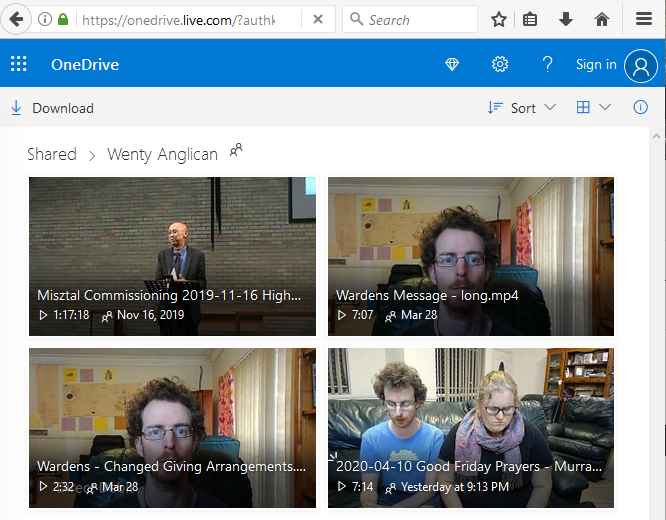 https://onedrive.live.com/?authk
Search
OneDrive
?
Sign in
Download
Sort
Shared > Wenty Anglican
Misztal Commissioning 2019-11-16 High...
1:17:18 Nov 16, 2019
Wardens Message - long.mp4
7:07 Mar 28
Wardens - Changed Giving Arrangements....
2:32 Mar 28
2020-04-10 Good Friday Prayers - Murra...
7:14 Yesterday at 9:13 PM